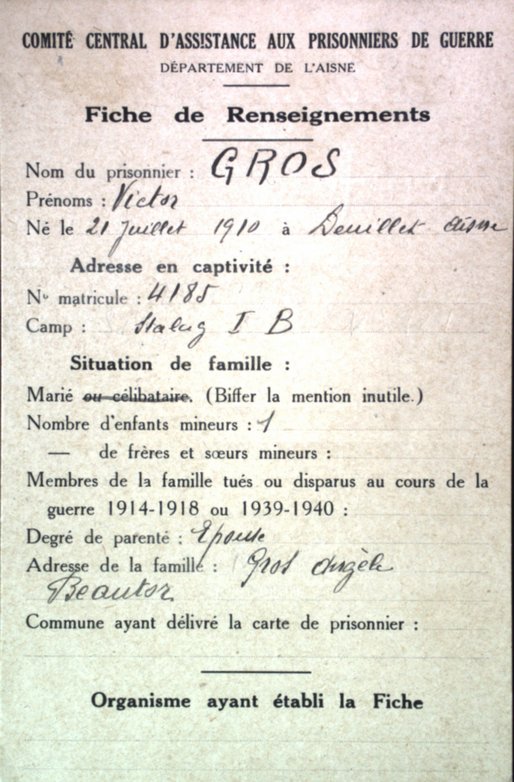 COMITÉ CENTRAL D'ASSISTANCE AUX PRISONNIERS DE GUERRE
DÉPARTEMENT DE L'AISNE
Fiche de Renseignements
Nom du prisonnier : GROS
Prénoms : Victor
Né le 21 Juillet 1910 à Deuillet Aisne
Adresse en captivité :
N° matricule : 4185
Camp : Stalag I B
Situation de famille :
Marié ou célibataire. (Biffer la mention inutile.)
Nombre d'enfants mineurs : 1
— de frères et sœurs mineurs :
Membres de la famille tués ou disparus au cours de la
guerre 1914-1918 ou 1939-1940 :
Degré de parenté : Epouse
Adresse de la famille : Gros Angèle
Beautor
Commune ayant délivré la carte de prisonnier :
Organisme ayant établi la Fiche